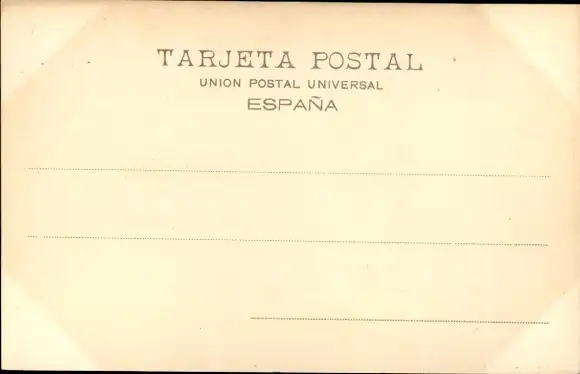 TARJETA POSTAL
UNION POSTAL UNIVERSAL
ESPAÑA